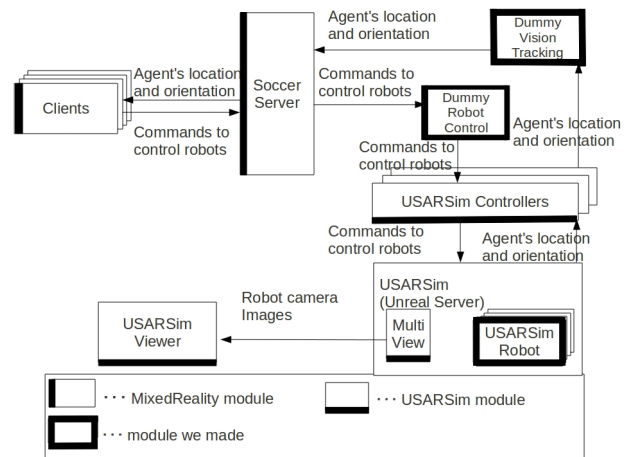 Agent's location
and orientation
Dummy
Vision
Tracking
Clients
Agent's location
and orientation
Commands to
control robots
Soccer
Server
Commands to
control robots
Dummy
Robot
Control
Agent's location
and orientation
Commands to
control robots
USARSim Controllers
Commands to
control robots
Agent's location
and orientation
USARSim
(Unreal Server)
Robot camera
Images
USARSim
Viewer
Multi
View
USARSim
Robot
··· MixedReality module
··· USARSim module
··· module we made